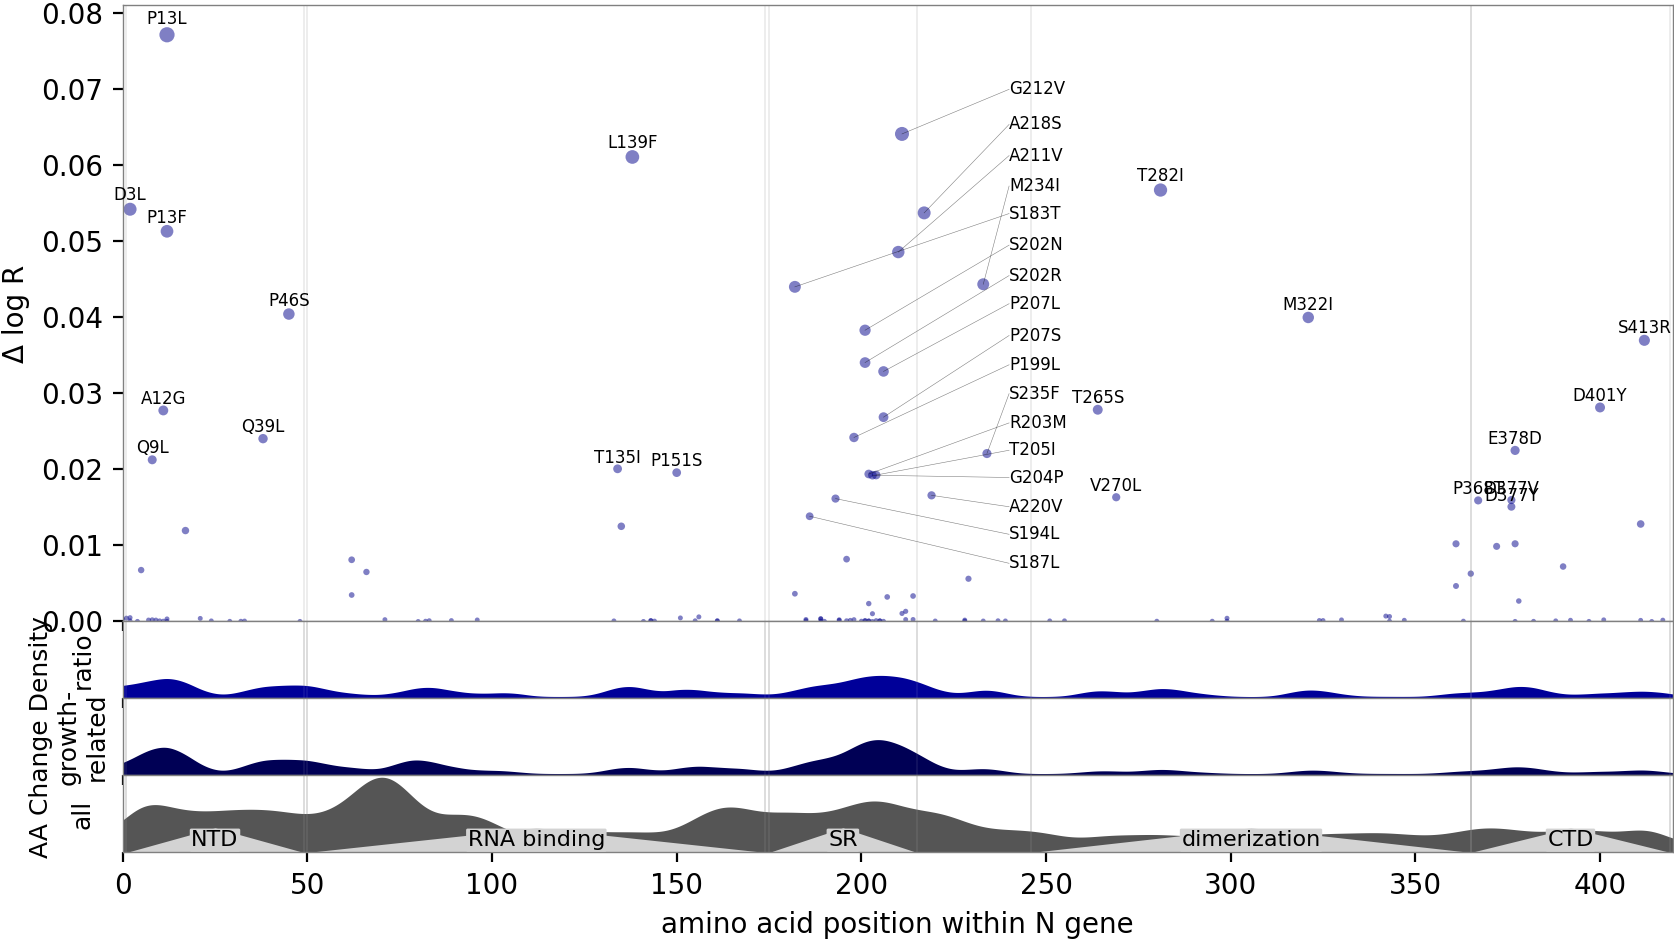 0.08
0.07
0.06
0.05
0.04
0.03
0.02
0.01
0.00
Δ log R
P13L
D3L
P13F
P46S
A12G
Q39L
Q9L
L139F
T135I
P151S
G212V
A218S
A211V
M234I
S183T
S202N
S202R
P207L
P207S
P199L
S235F
R203M
T205I
G204P
A220V
S194L
S187L
T282I
M322I
T265S
V270L
S413R
D401Y
E378D
D377Y
AA Change Density
ratio
growth-
related
all
NTD
RNA binding
SR
dimerization
CTD
0
50
100
150
200
250
300
350
400
amino acid position within N gene